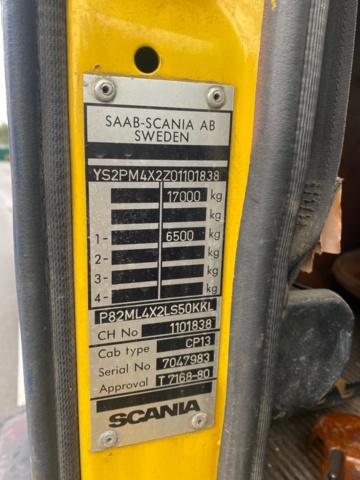 SAAB-SCANIA AB
SWEDEN
YS2PM4X2Z01101838
17000 kg
kg
1- 6500 kg
2- kg
3- kg
4- kg
P82ML4X2LS50KKL
CH No 1101838
Cab type CP13
Serial No 7047983
Approval T 7168-80
SCANIA